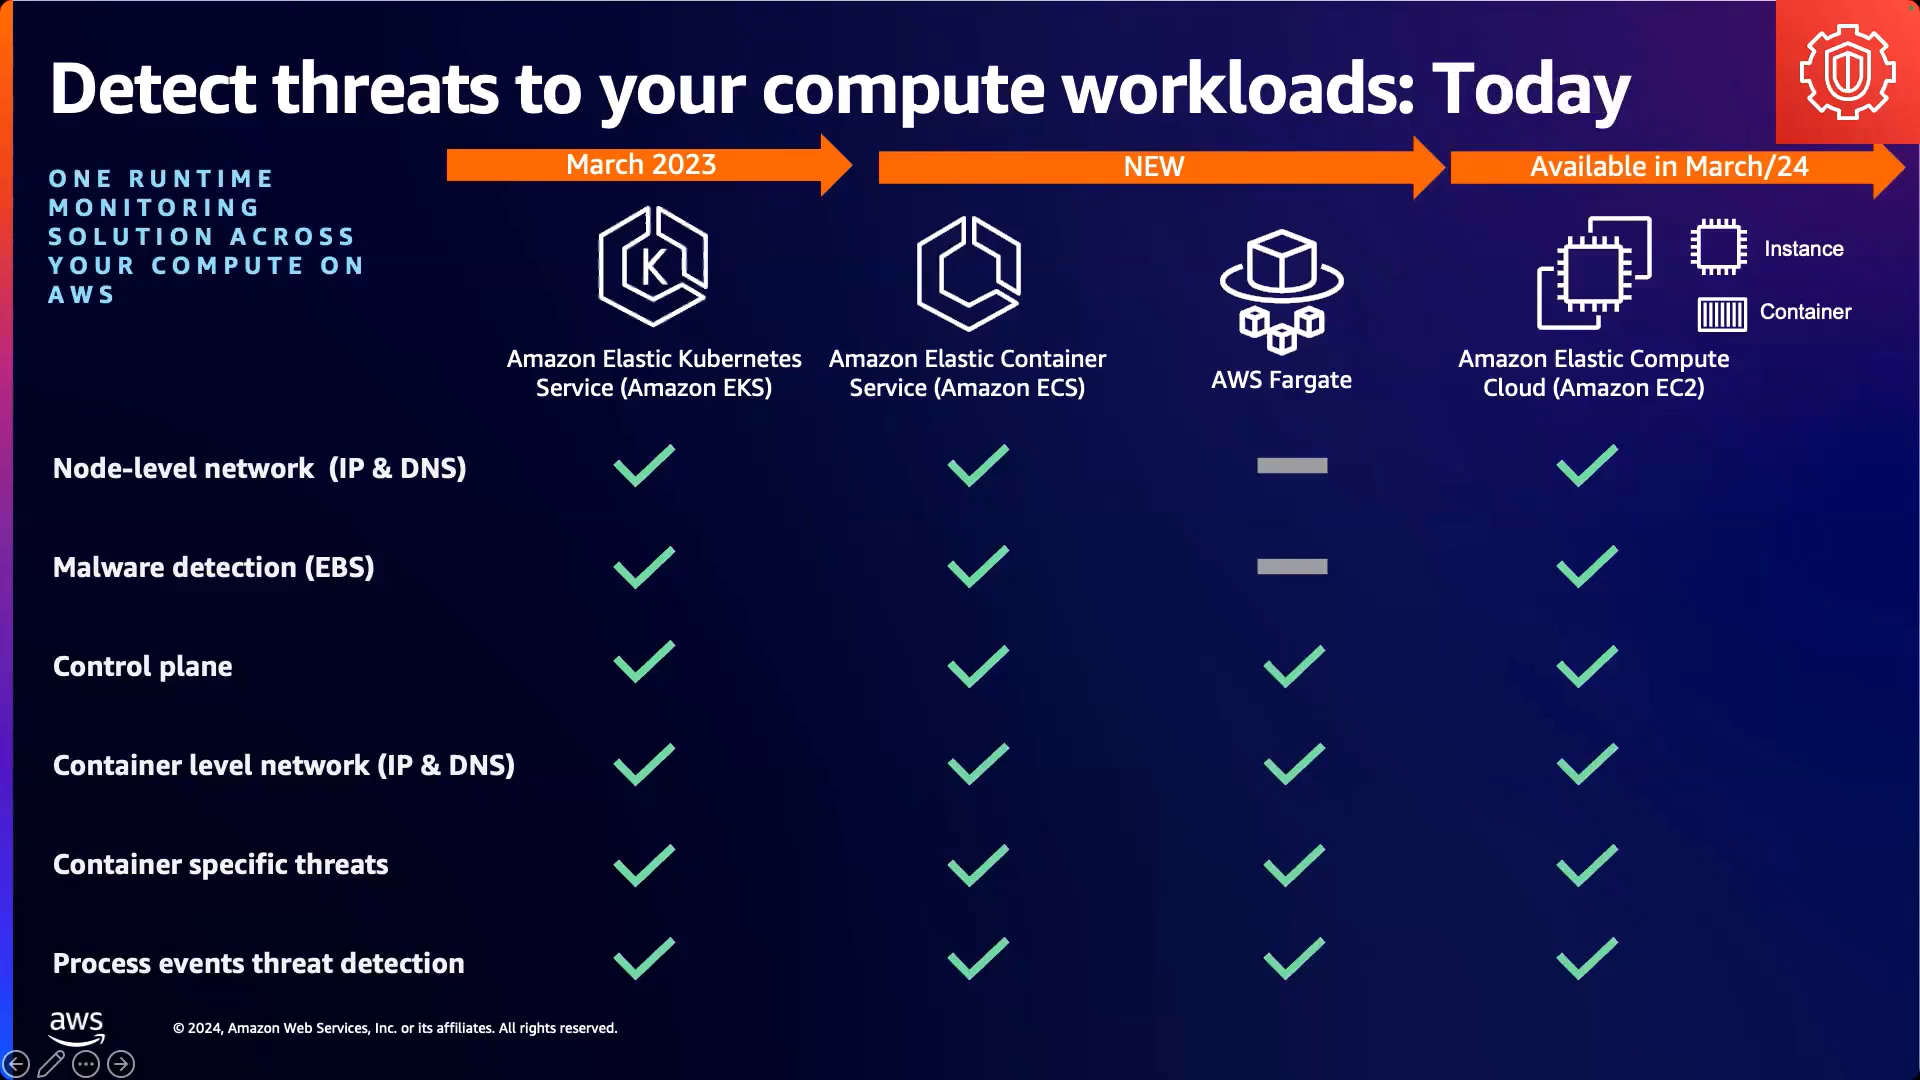 Detect threats to your compute workloads: Today
March 2023
NEW
Available in March/24
ONE RUNTIME
MONITORING
SOLUTION ACROSS
YOUR COMPUTE ON
AWS
K
Instance
Container
Amazon Elastic Kubernetes
Service (Amazon EKS)
Amazon Elastic Container
Service (Amazon ECS)
AWS Fargate
Amazon Elastic Compute
Cloud (Amazon EC2)
Node-level network (IP & DNS)
Malware detection (EBS)
Control plane
Container level network (IP & DNS)
Container specific threats
Process events threat detection
aws
© 2024, Amazon Web Services, Inc. or its affiliates. All rights reserved.